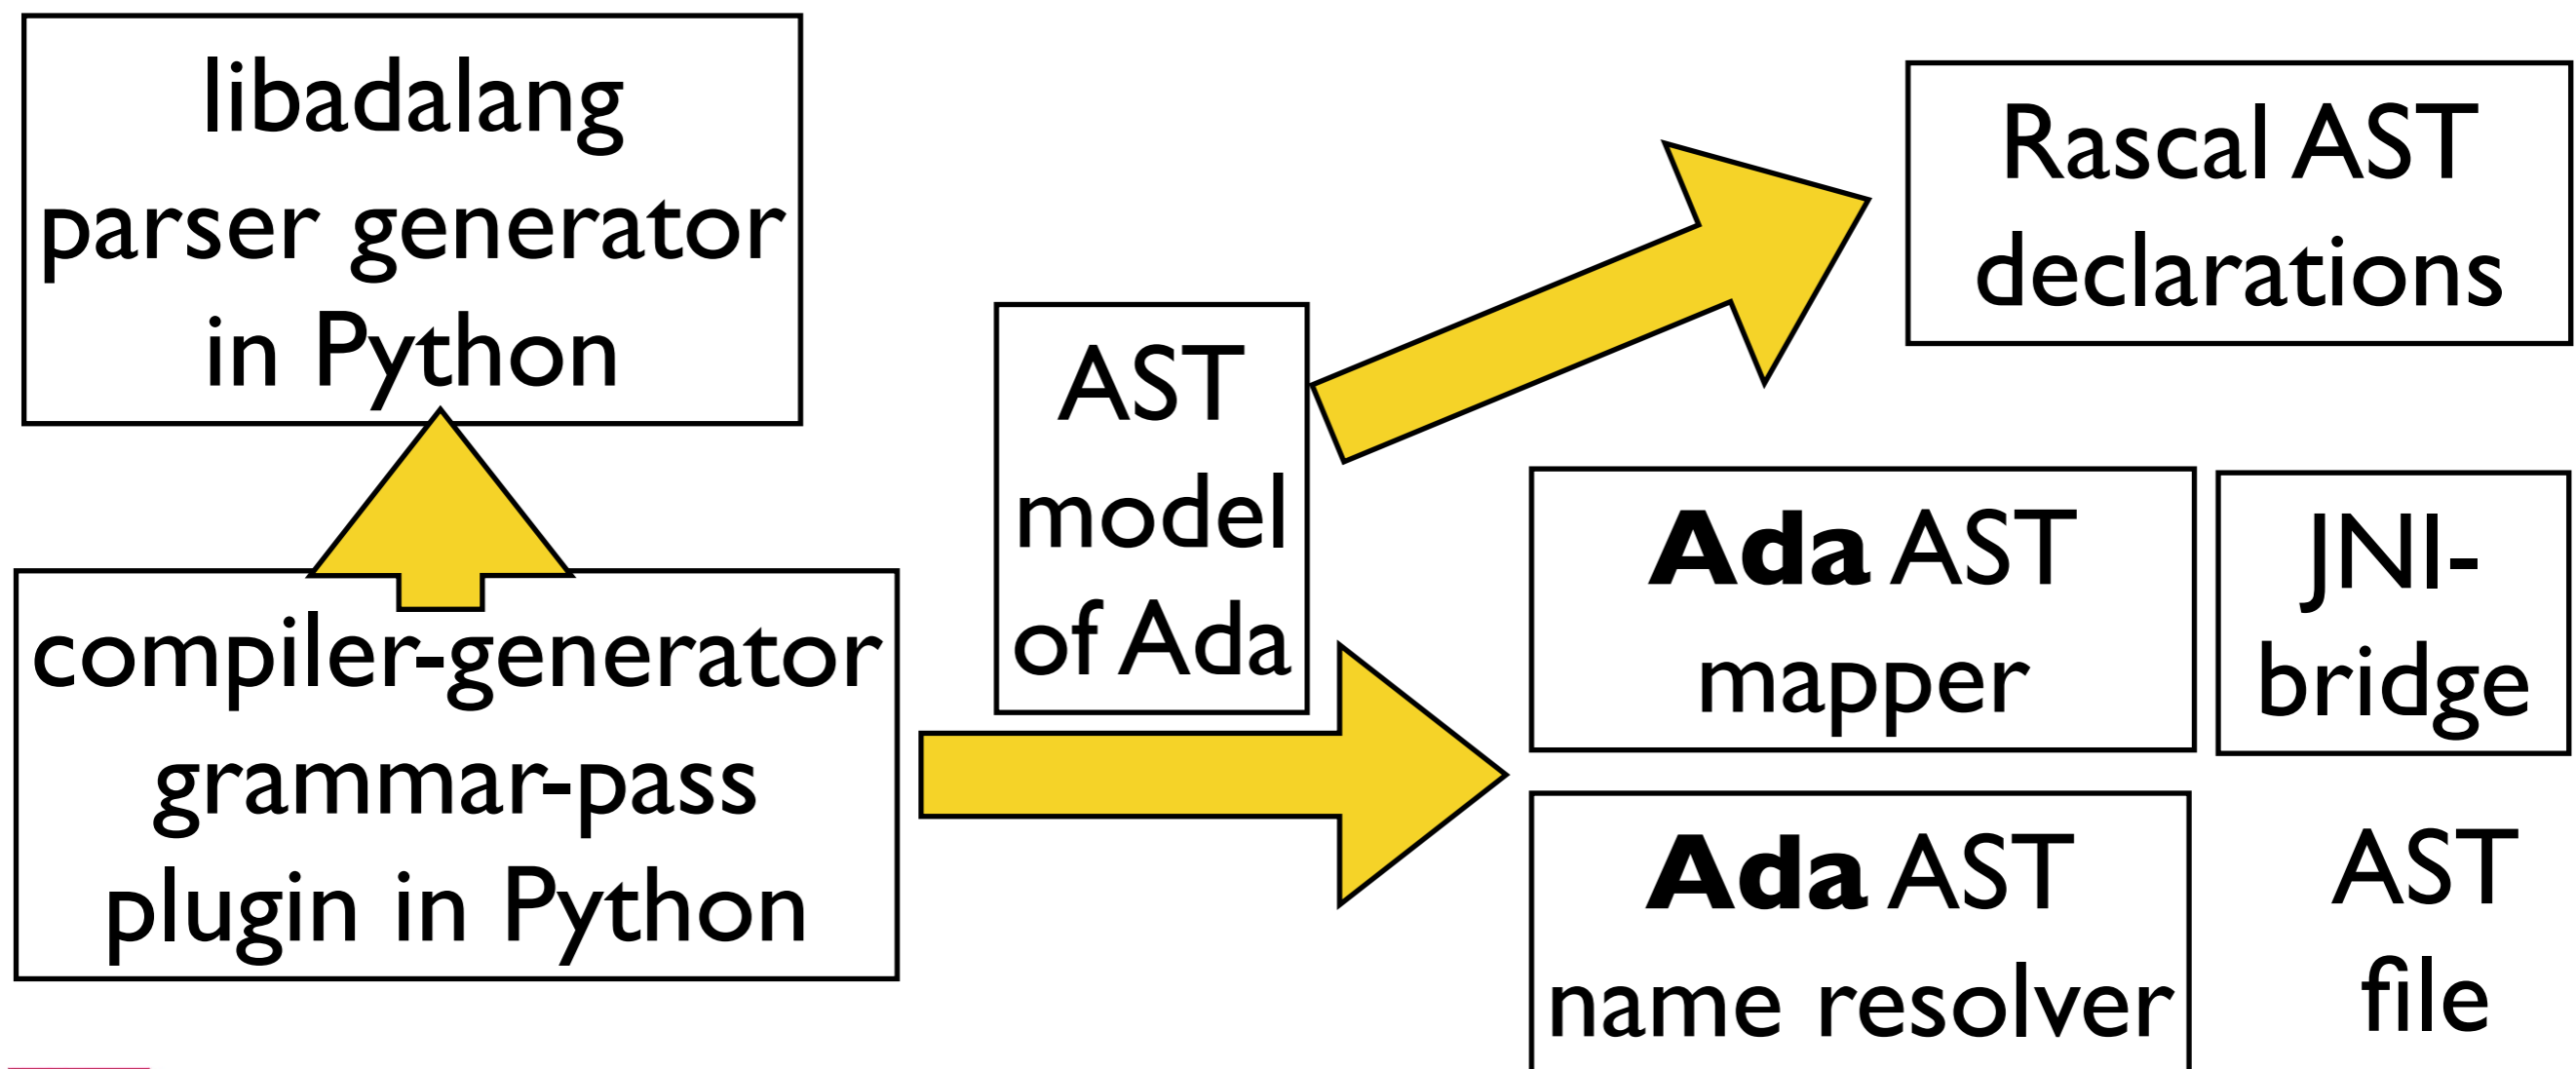 libadalang
parser generator
in Python
compiler-generator
grammar-pass
plugin in Python
AST
model
of Ada
Rascal AST
declarations
Ada AST
mapper
JNI-
bridge
Ada AST
name resolver
AST
file